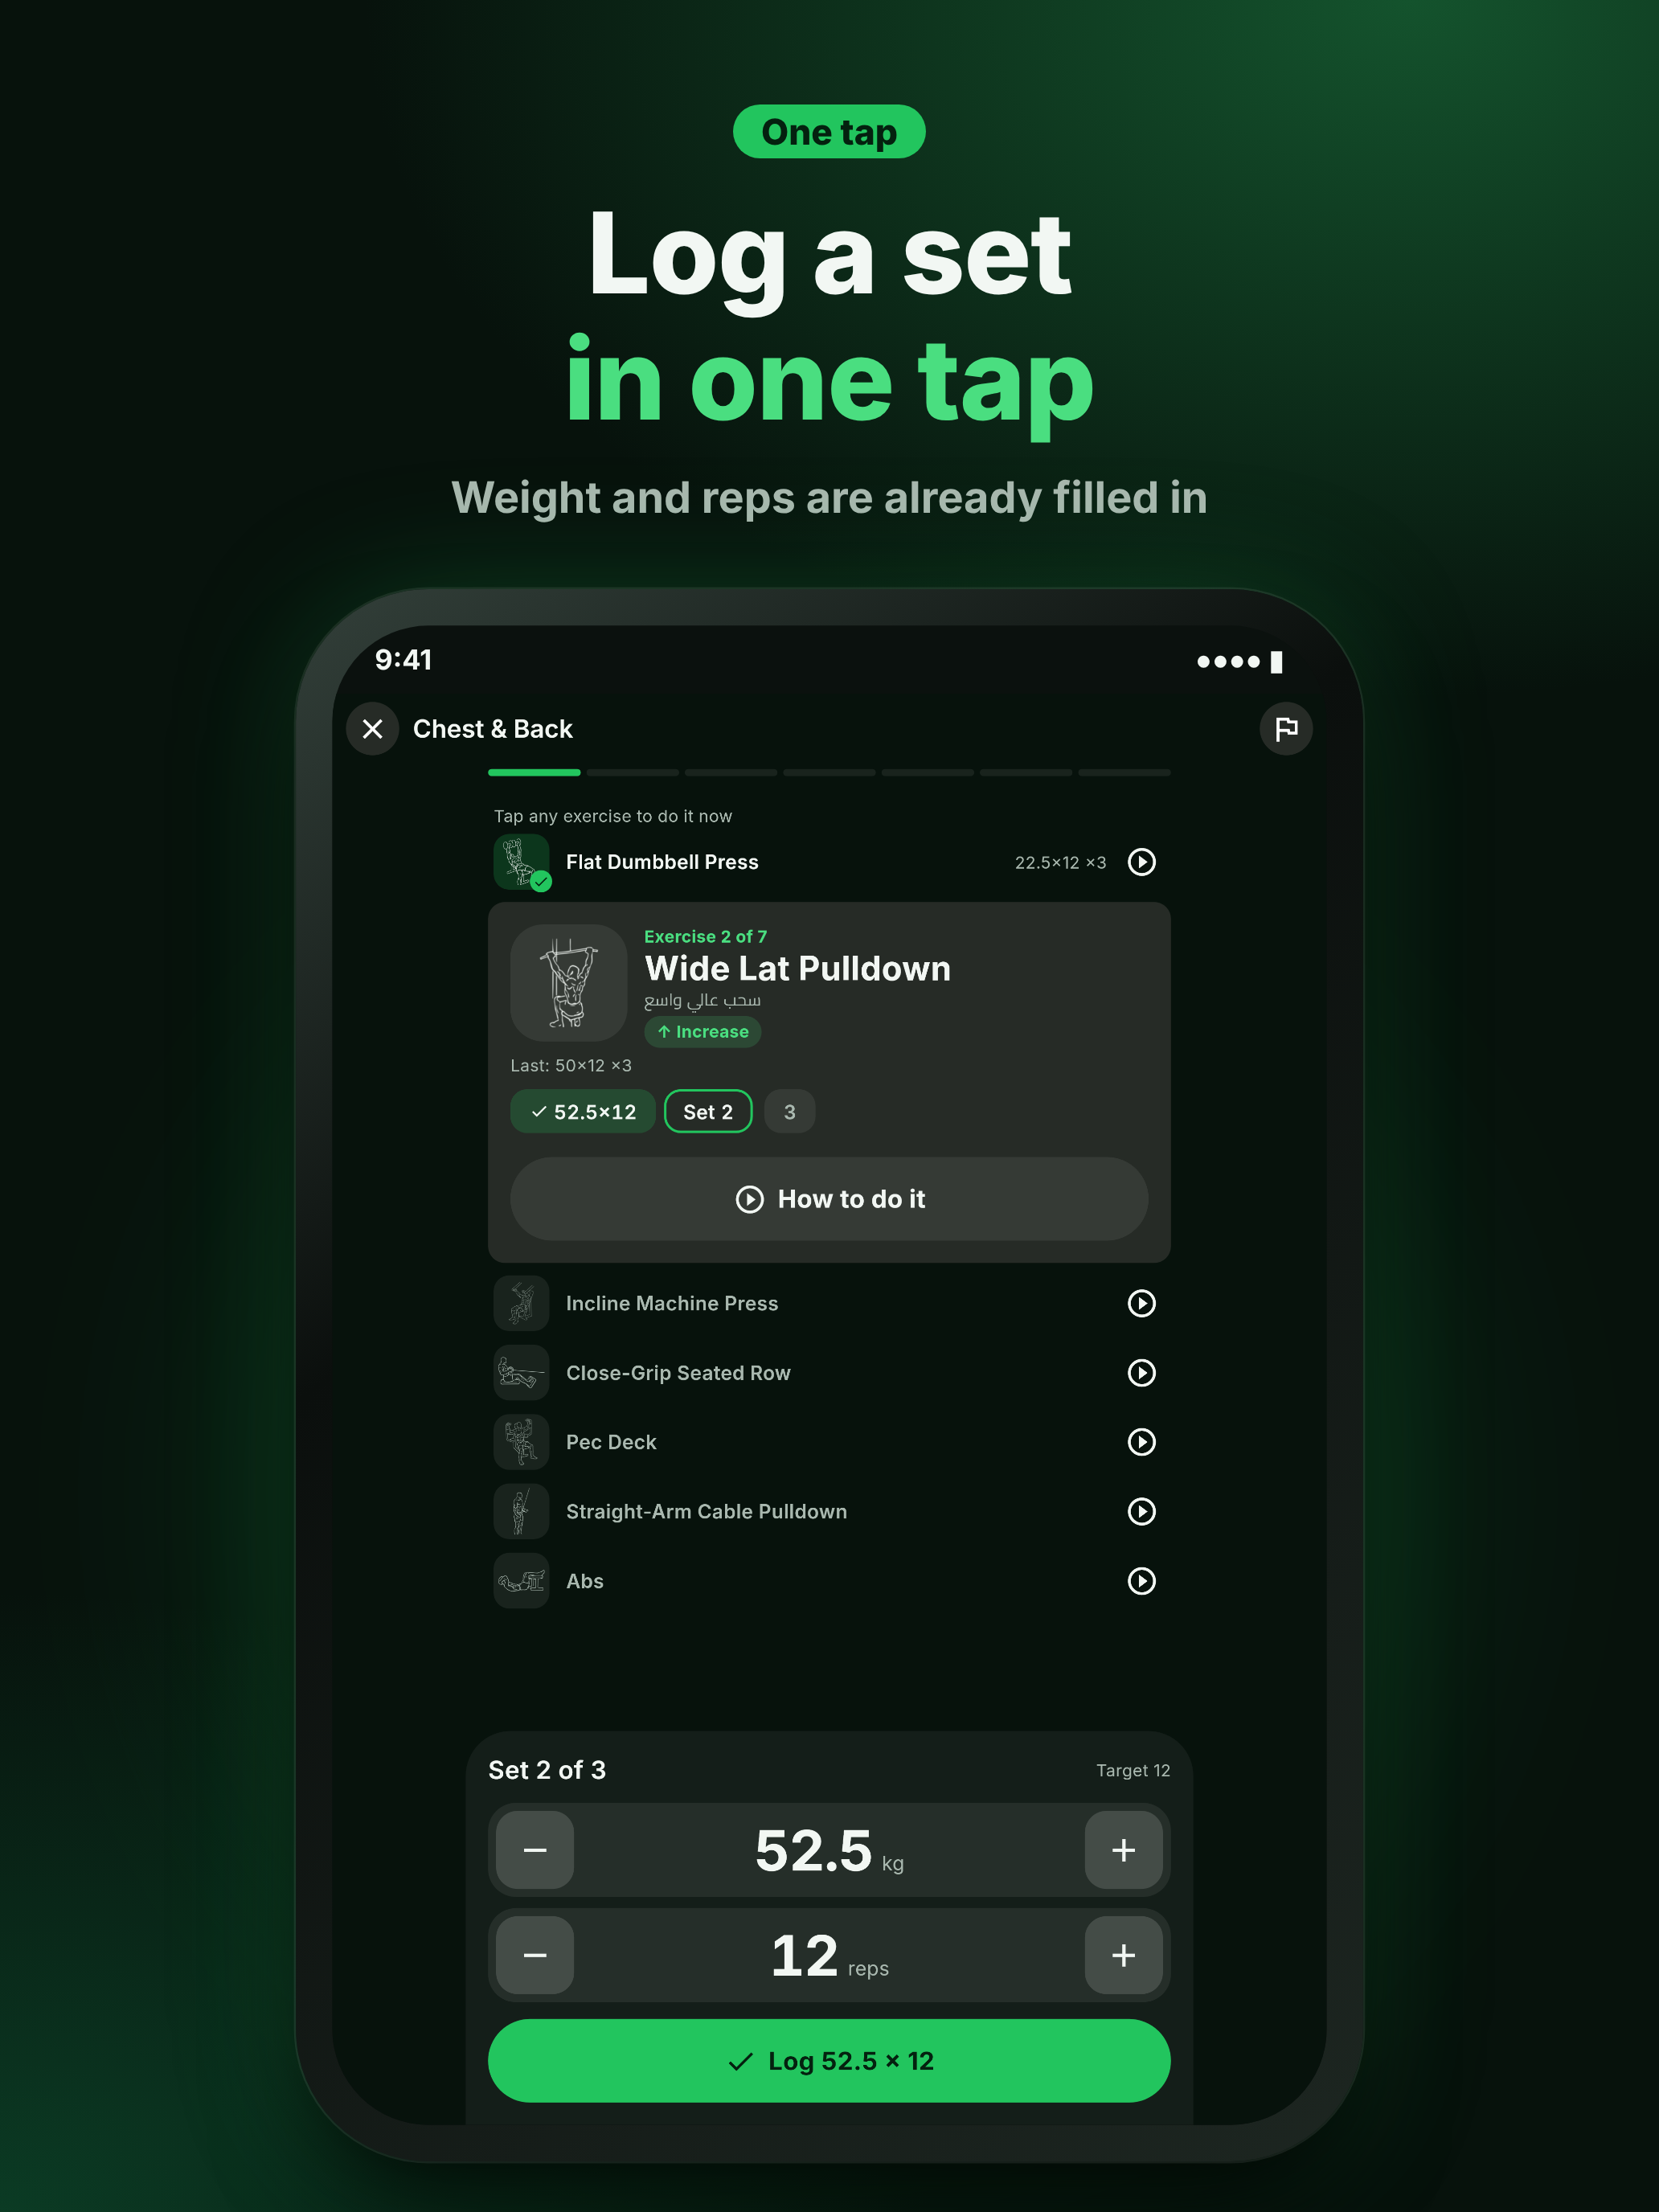 One tap
Log a set
in one tap
Weight and reps are already filled in
9:41
Chest & Back
Tap any exercise to do it now
Flat Dumbbell Press 22.5×12 ×3
Exercise 2 of 7
Wide Lat Pulldown
سحب عالي واسع
↑ Increase
Last: 50×12 ×3
✓ 52.5×12 Set 2 3
How to do it
Incline Machine Press
Close-Grip Seated Row
Pec Deck
Straight-Arm Cable Pulldown
Abs
Set 2 of 3 Target 12
− 52.5 kg +
− 12 reps +
✓ Log 52.5 × 12